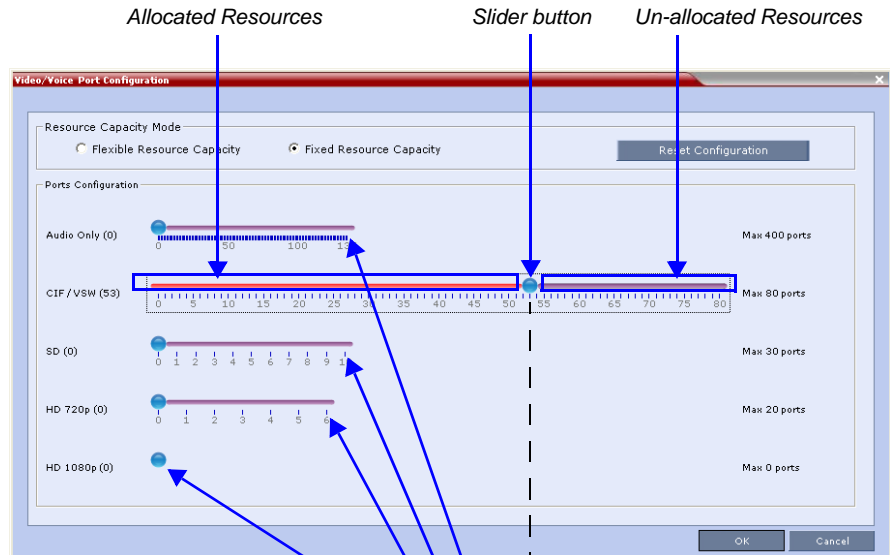 Allocated Resources Slider button Un-allocated Resources
Video/Voice Port Configuration
Resource Capacity Mode
Flexible Resource Capacity Fixed Resource Capacity Reset Configuration
Ports Configuration
Audio Only (0) 0 50 100 Max 400 ports
CIF / VSW (53) 0 5 10 15 20 25 30 35 40 45 50 55 60 65 70 75 80 Max 80 ports
SD (0) 0 1 2 3 4 5 6 7 8 9 Max 30 ports
HD 720p (0) 0 1 2 3 4 5 6 Max 20 ports
HD 1080p (0) Max 0 ports
OK Cancel